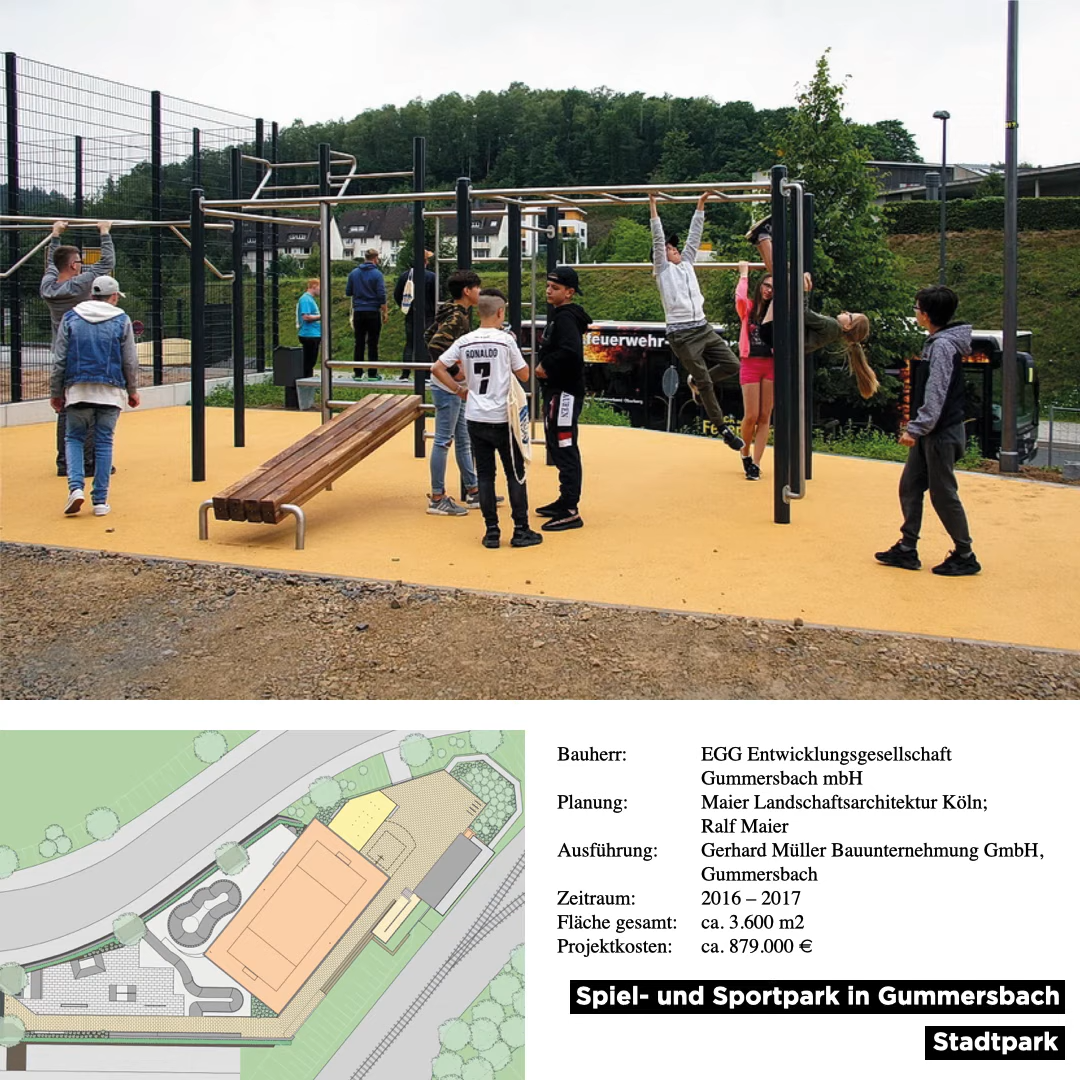 feuerwehr-
RONALDO
7
Bauherr: EGG Entwicklungsgesellschaft
Gummersbach mbH
Planung: Maier Landschaftsarchitektur Köln;
Ralf Maier
Ausführung: Gerhard Müller Bauunternehmung GmbH,
Gummersbach
Zeitraum: 2016 – 2017
Fläche gesamt: ca. 3.600 m2
Projektkosten: ca. 879.000 €
Spiel- und Sportpark in Gummersbach
Stadtpark